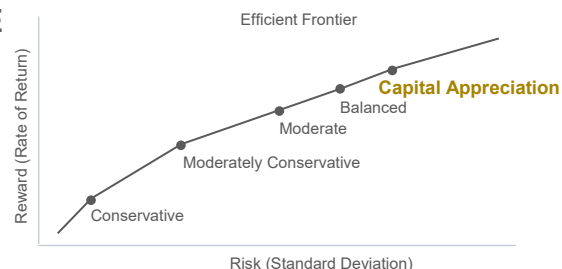 Efficient Frontier
Reward (Rate of Return)
Capital Appreciation
Balanced
Moderate
Moderately Conservative
Conservative
Risk (Standard Deviation)